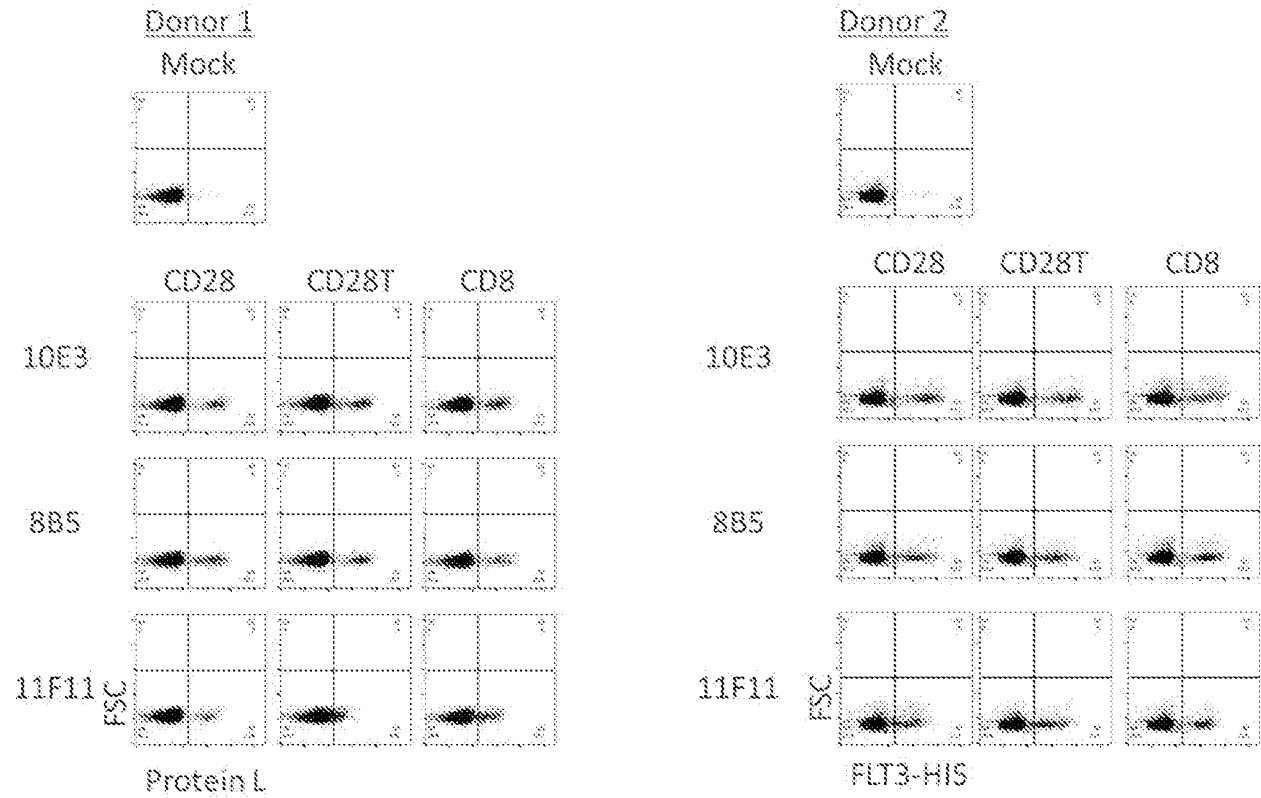 Donor 1
Mock
CD28 CD28T CD8
10E3
8B5
11F11
FSC
Protein L
Donor 2
Mock
CD28 CD28T CD8
10E3
8B5
11F11
FSC
FLT3-HIS